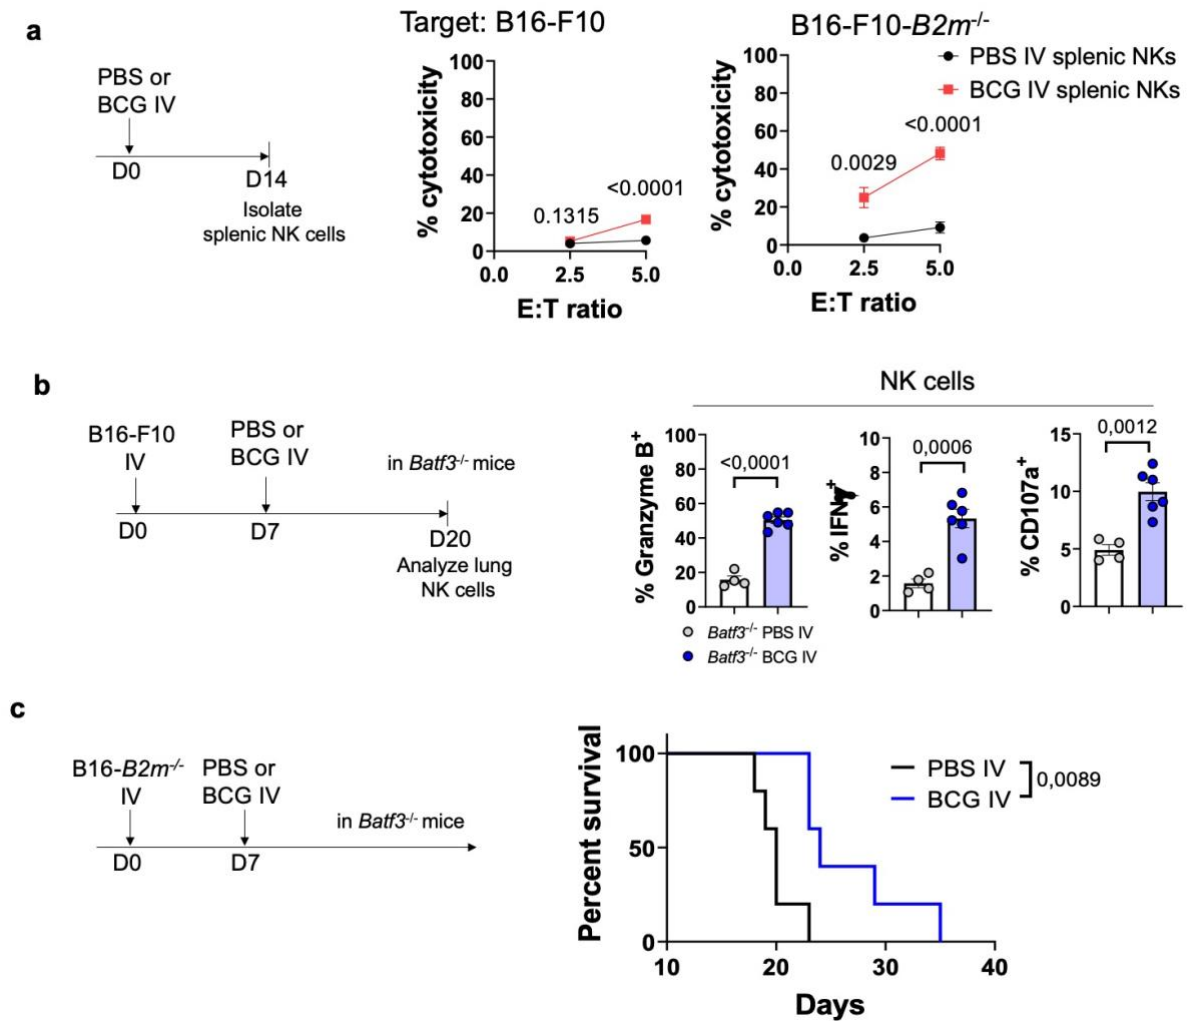 a
Target: B16-F10
B16-F10-B2m-/-
PBS or
BCG IV
D0
D14
Isolate
splenic NK cells
% cytotoxicity
100
80
60
40
20
0
0.1315
<0.0001
0.0
2.5
5.0
E:T ratio
% cytotoxicity
100
80
60
40
20
0
0.0029
<0.0001
0.0
2.5
5.0
E:T ratio
PBS IV splenic NKs
BCG IV splenic NKs
b
B16-F10
IV
PBS or
BCG IV
in Batf3-/- mice
D0
D7
D20
Analyze lung
NK cells
NK cells
% Granzyme B+
100
80
60
40
20
0
<0,0001
% IFN
+
10
8
6
4
2
0
0,0006
% CD107a+
15
10
5
0
0,0012
Batf3-/- PBS IV
Batf3-/- BCG IV
c
B16-B2m-/-
IV
PBS or
BCG IV
in Batf3-/- mice
D0
D7
Percent survival
100
50
0
10
20
30
40
Days
PBS IV
BCG IV
0,0089